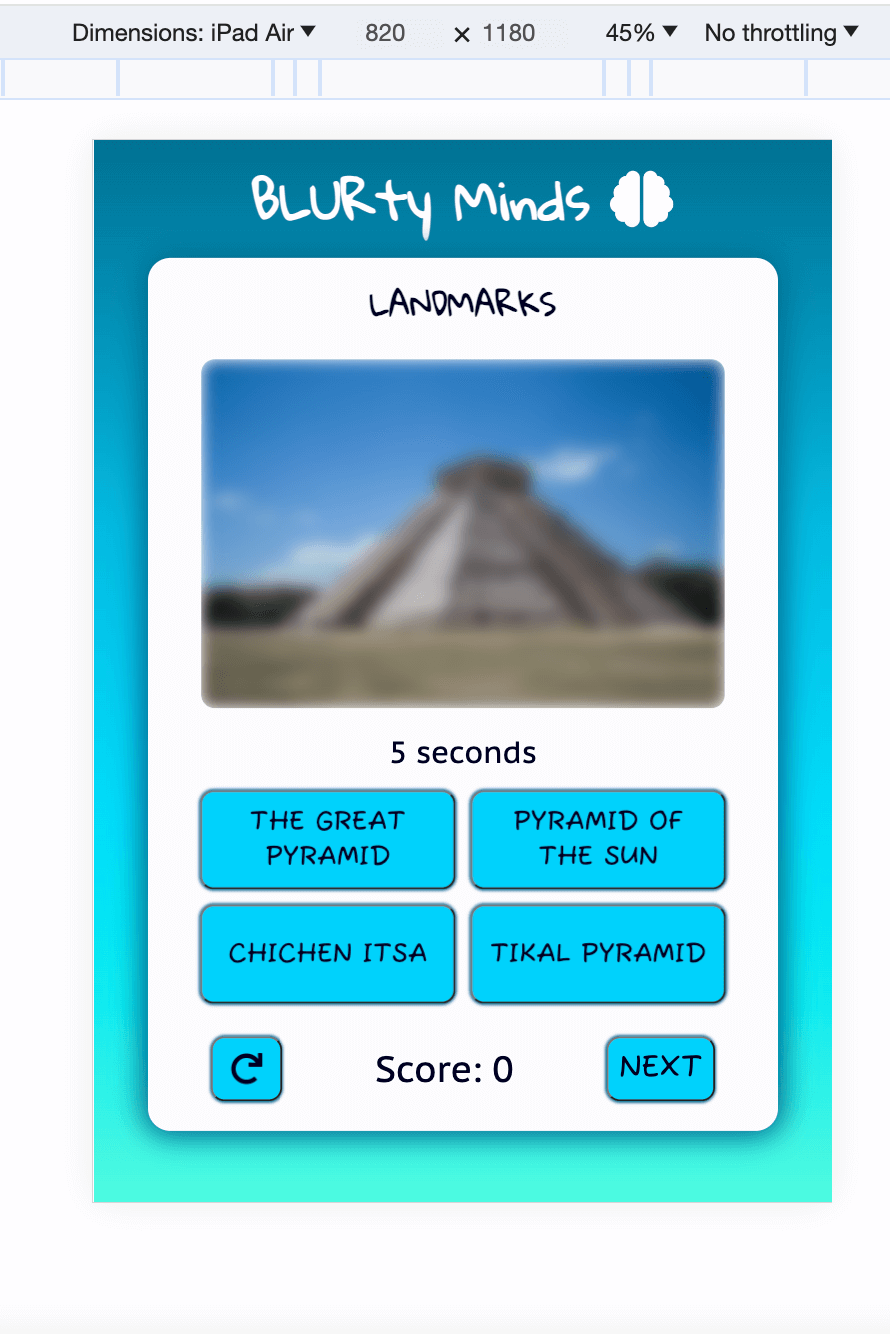 Dimensions: iPad Air ▼ 820 × 1180 45% ▼ No throttling ▼
BLURty Minds
LANDMARKS
5 seconds
THE GREAT
PYRAMID
PYRAMID OF
THE SUN
CHICHEN ITSA
TIKAL PYRAMID
Score: 0
NEXT